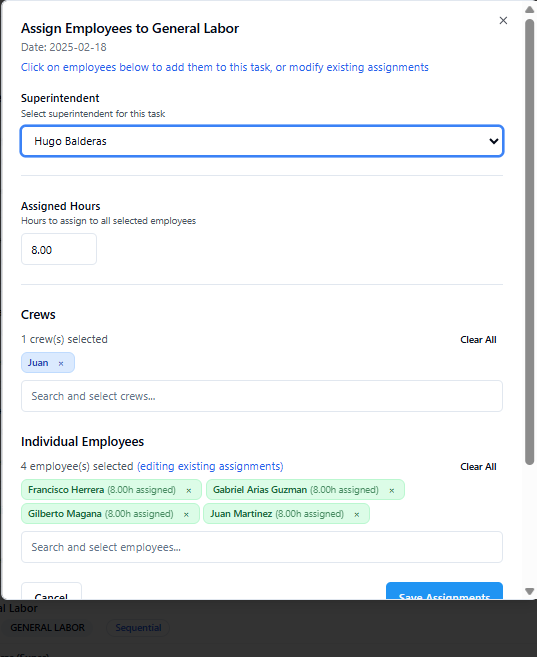 Assign Employees to General Labor
×
Date: 2025-02-18
Click on employees below to add them to this task, or modify existing assignments
Superintendent
Select superintendent for this task
Hugo Balderas
Assigned Hours
Hours to assign to all selected employees
8.00
Crews
1 crew(s) selected
Clear All
Juan ×
Search and select crews...
Individual Employees
4 employee(s) selected (editing existing assignments)
Clear All
Francisco Herrera (8.00h assigned) × Gabriel Arias Guzman (8.00h assigned) ×
Gilberto Magana (8.00h assigned) × Juan Martinez (8.00h assigned) ×
Search and select employees...
Cancel
Save Assignments
al Labor
GENERAL LABOR
Sequential